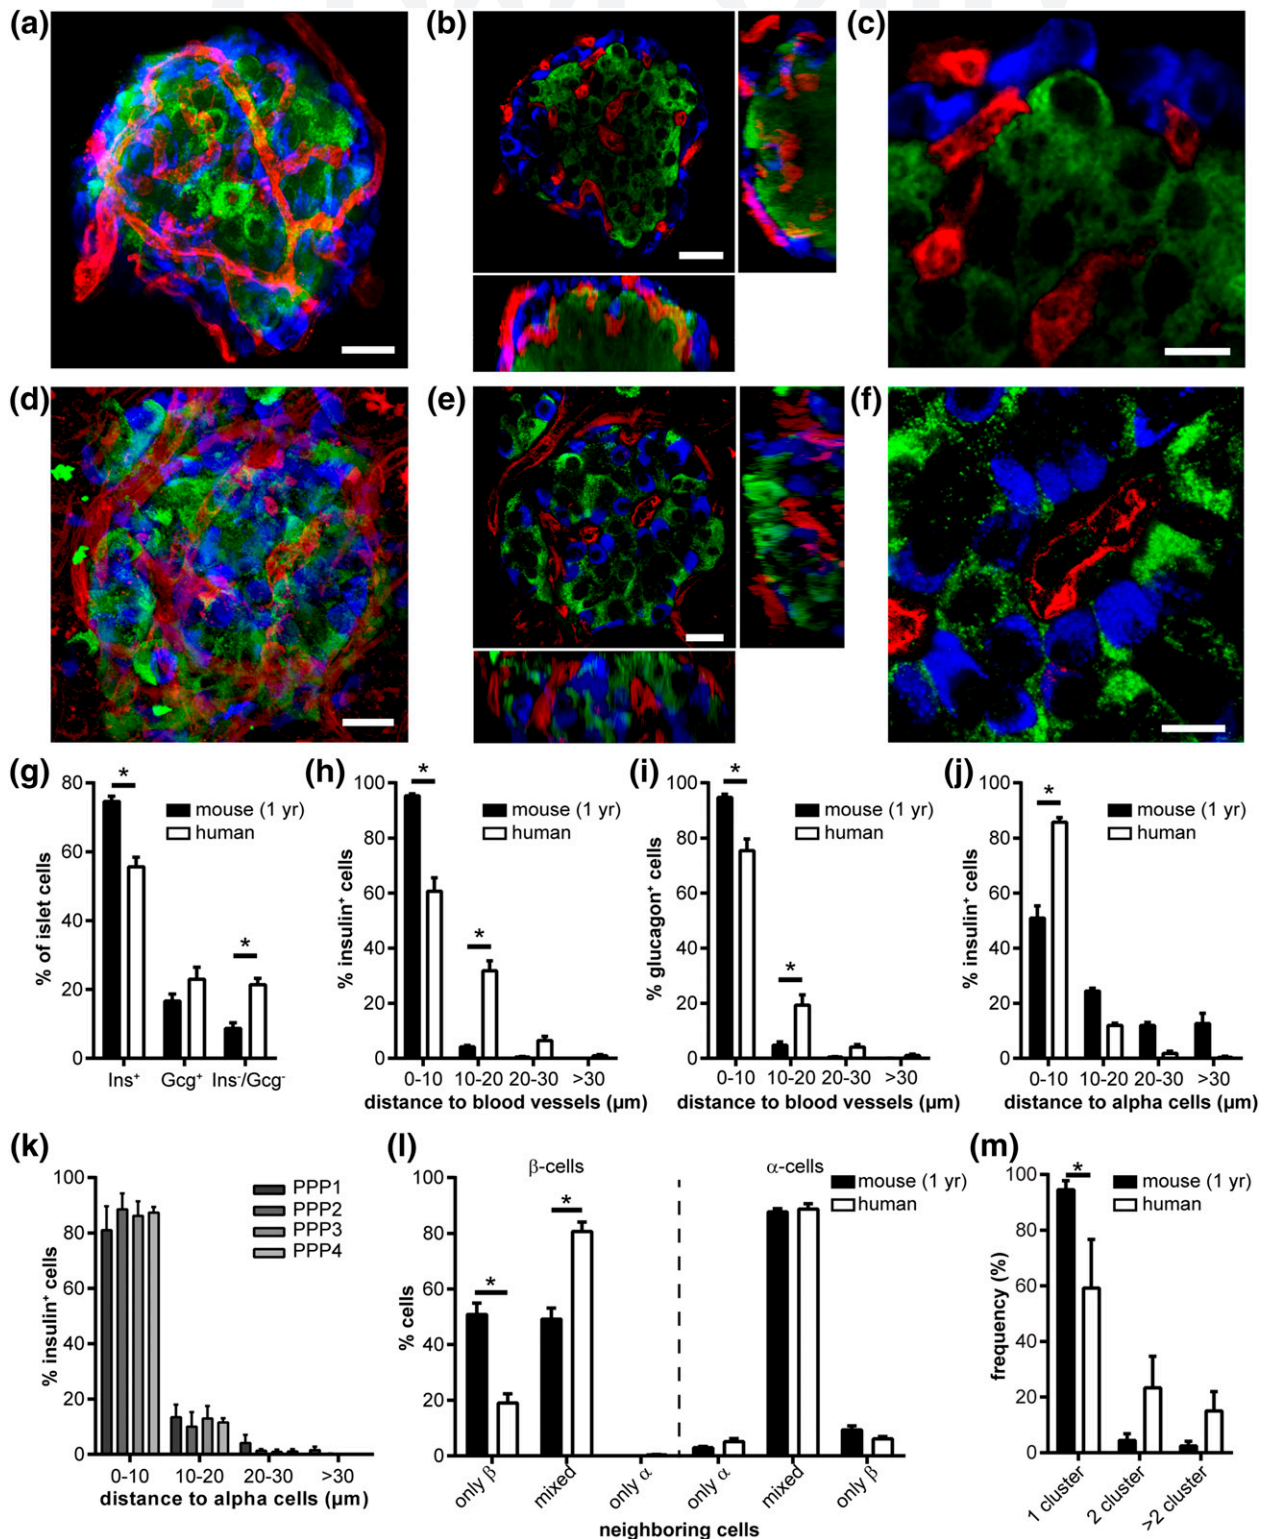 (a)
(b)
(c)
(d)
(e)
(f)
(g)
% of islet cells
80
60
40
20
0
*
*
mouse (1 yr)
human
Ins⁺
Gcg⁺
Ins⁻/Gcg⁻
(h)
% insulin⁺ cells
100
80
60
40
20
0
*
*
mouse (1 yr)
human
0-10
10-20
20-30
>30
distance to blood vessels (µm)
(i)
% glucagon⁺ cells
100
80
60
40
20
0
*
*
mouse (1 yr)
human
0-10
10-20
20-30
>30
distance to blood vessels (µm)
(j)
% insulin⁺ cells
100
80
60
40
20
0
*
mouse (1 yr)
human
0-10
10-20
20-30
>30
distance to alpha cells (µm)
(k)
% insulin⁺ cells
100
80
60
40
20
0
PPP1
PPP2
PPP3
PPP4
0-10
10-20
20-30
>30
distance to alpha cells (µm)
(l)
% cells
100
80
60
40
20
0
β-cells
α-cells
*
*
mouse (1 yr)
human
only β
mixed
only α
only α
mixed
only β
neighboring cells
(m)
frequency (%)
100
80
60
40
20
0
*
mouse (1 yr)
human
1 cluster
2 cluster
>2 cluster